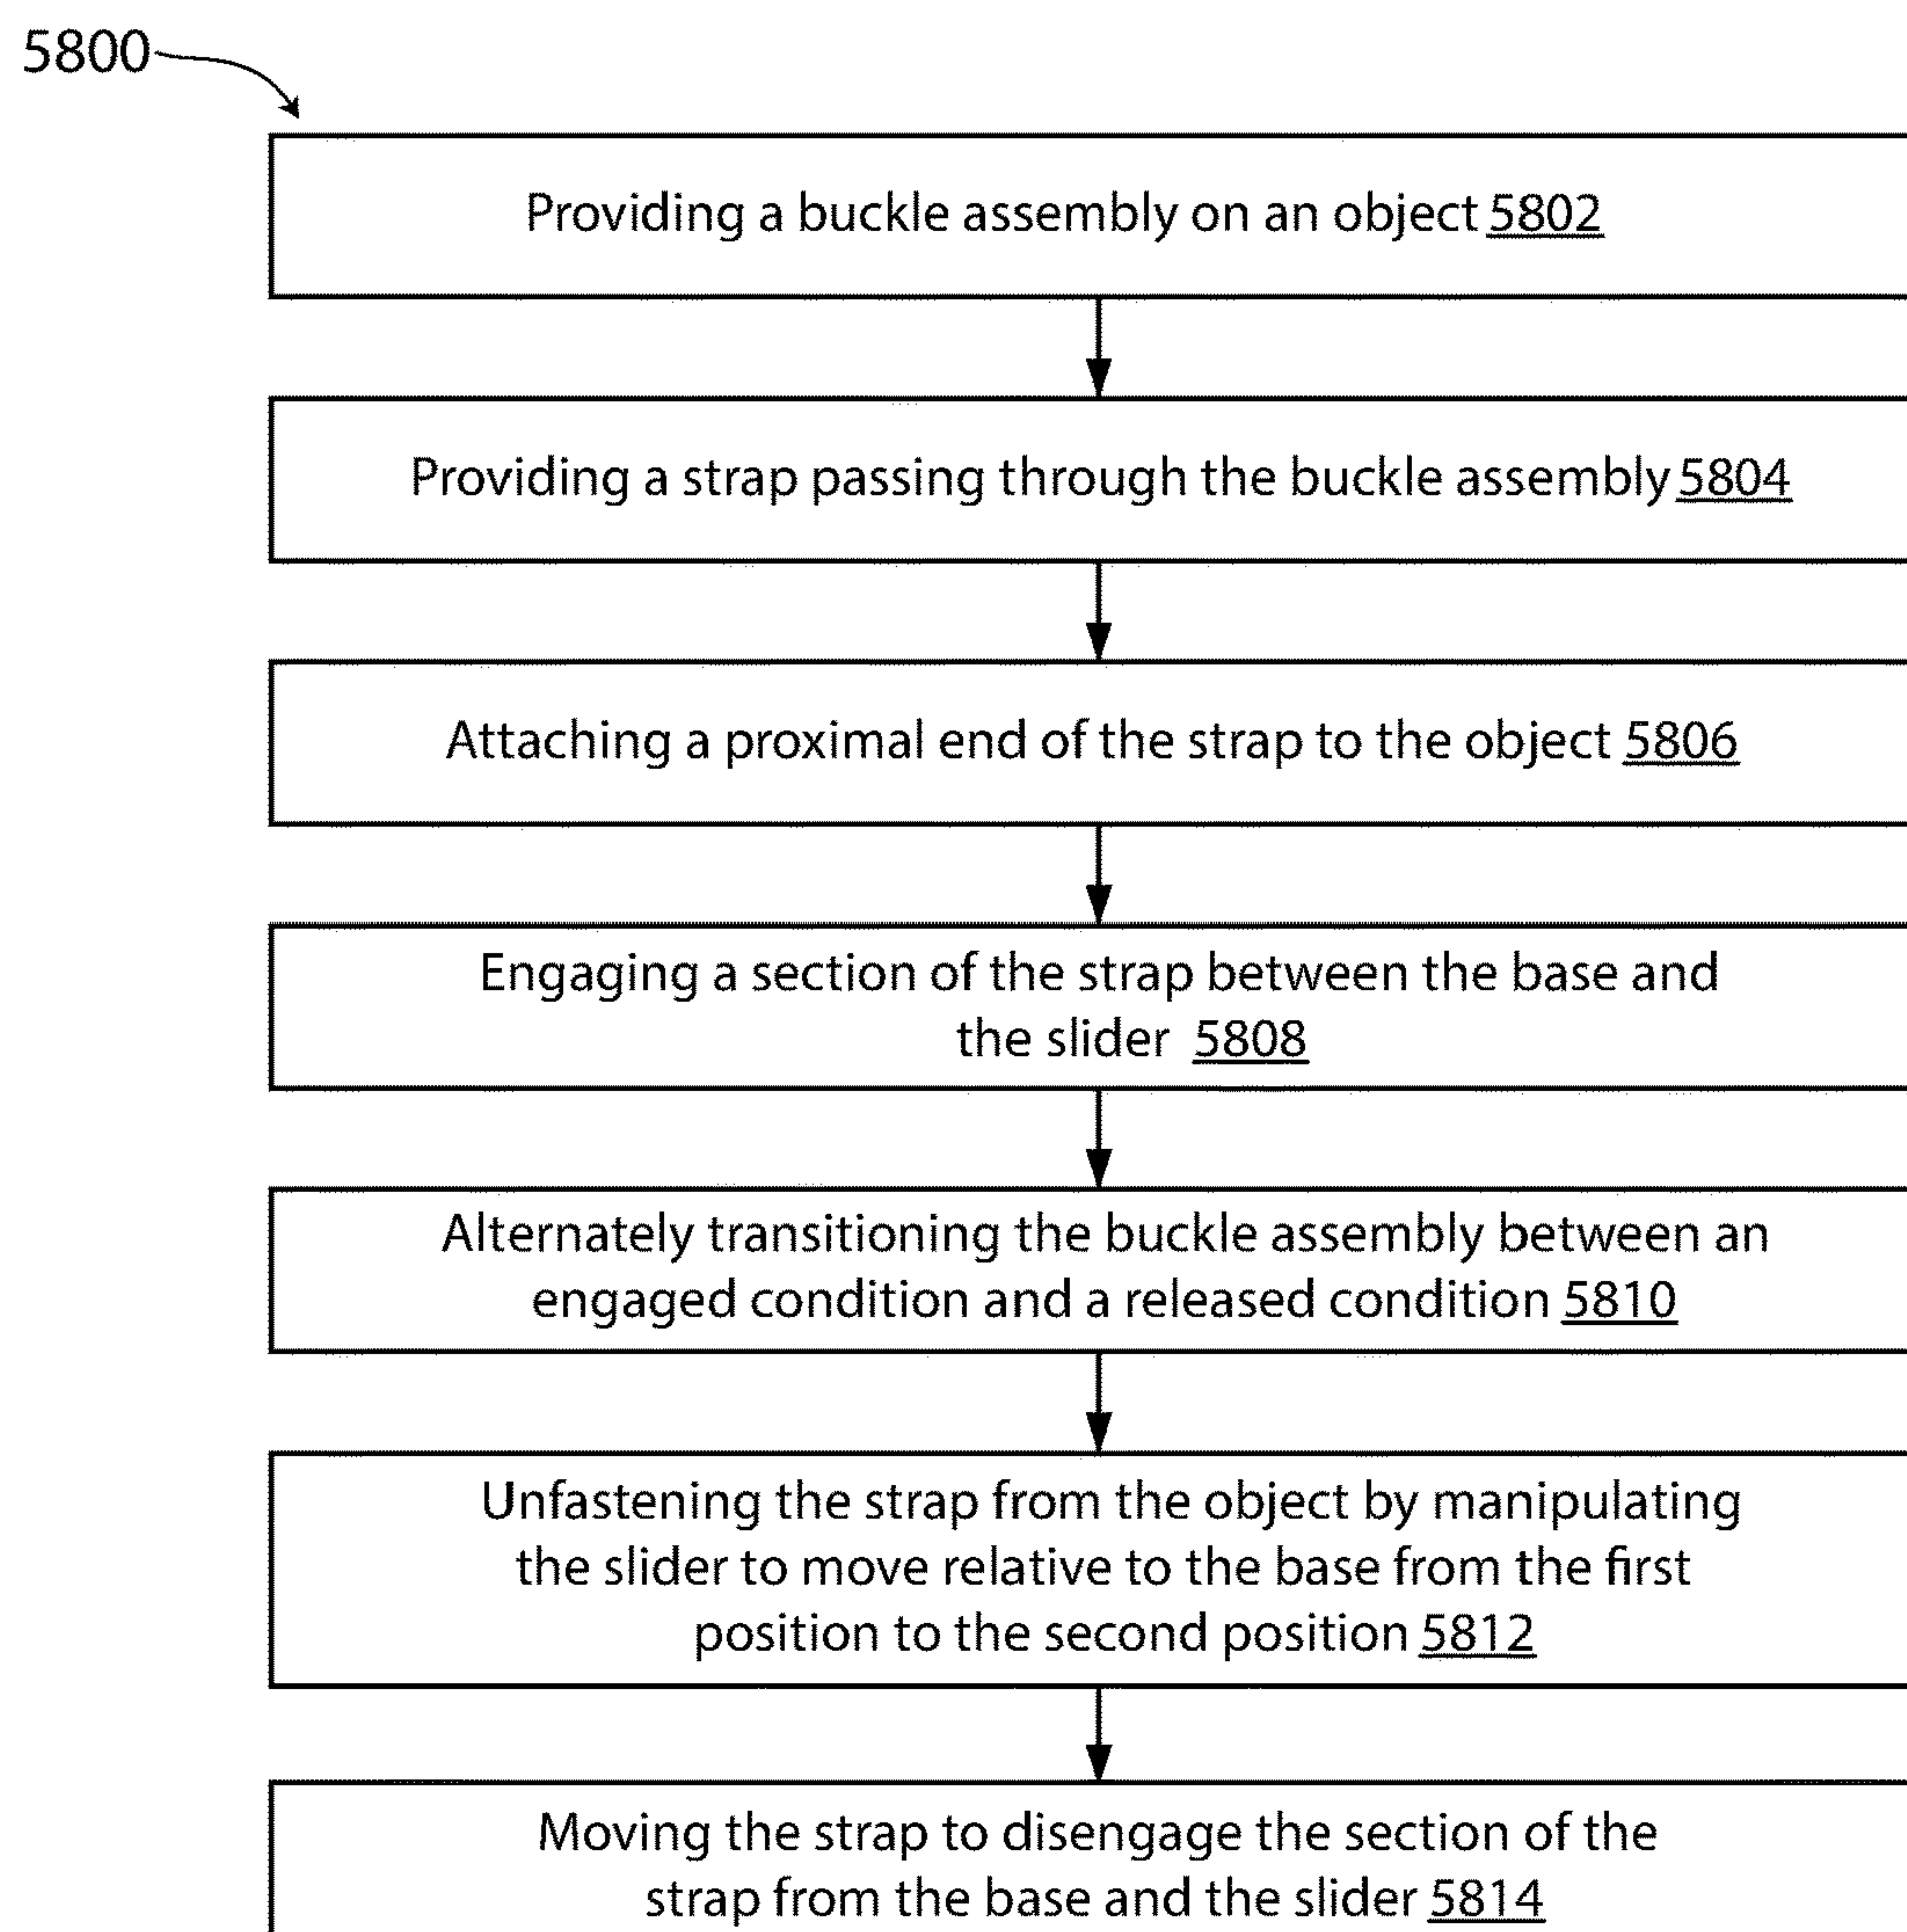 5800
Providing a buckle assembly on an object 5802
Providing a strap passing through the buckle assembly 5804
Attaching a proximal end of the strap to the object 5806
Engaging a section of the strap between the base and
the slider 5808
Alternately transitioning the buckle assembly between an
engaged condition and a released condition 5810
Unfastening the strap from the object by manipulating
the slider to move relative to the base from the first
position to the second position 5812
Moving the strap to disengage the section of the
strap from the base and the slider 5814